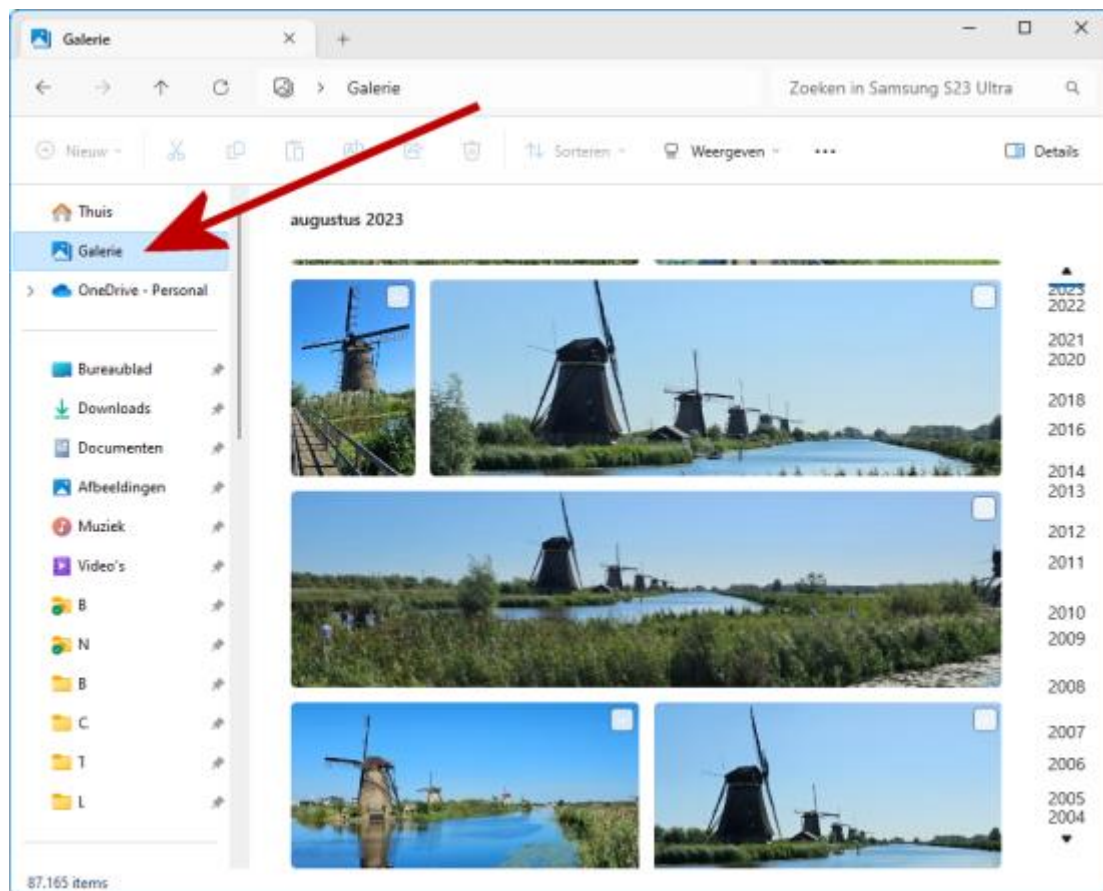 Galerie
Galerie
Zoeken in Samsung S23 Ultra
Nieuw
Sorteren
Weergeven
Details
Thuis
Galerie
OneDrive - Personal
Bureaublad
Downloads
Documenten
Afbeeldingen
Muziek
Video's
B
N
B
C
T
L
augustus 2023
2023
2022
2021
2020
2018
2016
2014
2013
2012
2011
2010
2009
2008
2007
2006
2005
2004
87.165 items